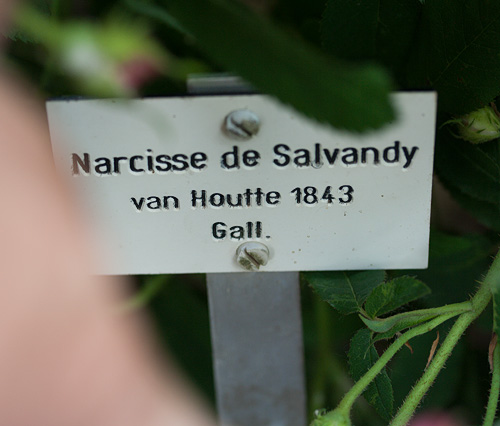 Narcisse de Salvandy
van Houtte 1843
Gall.